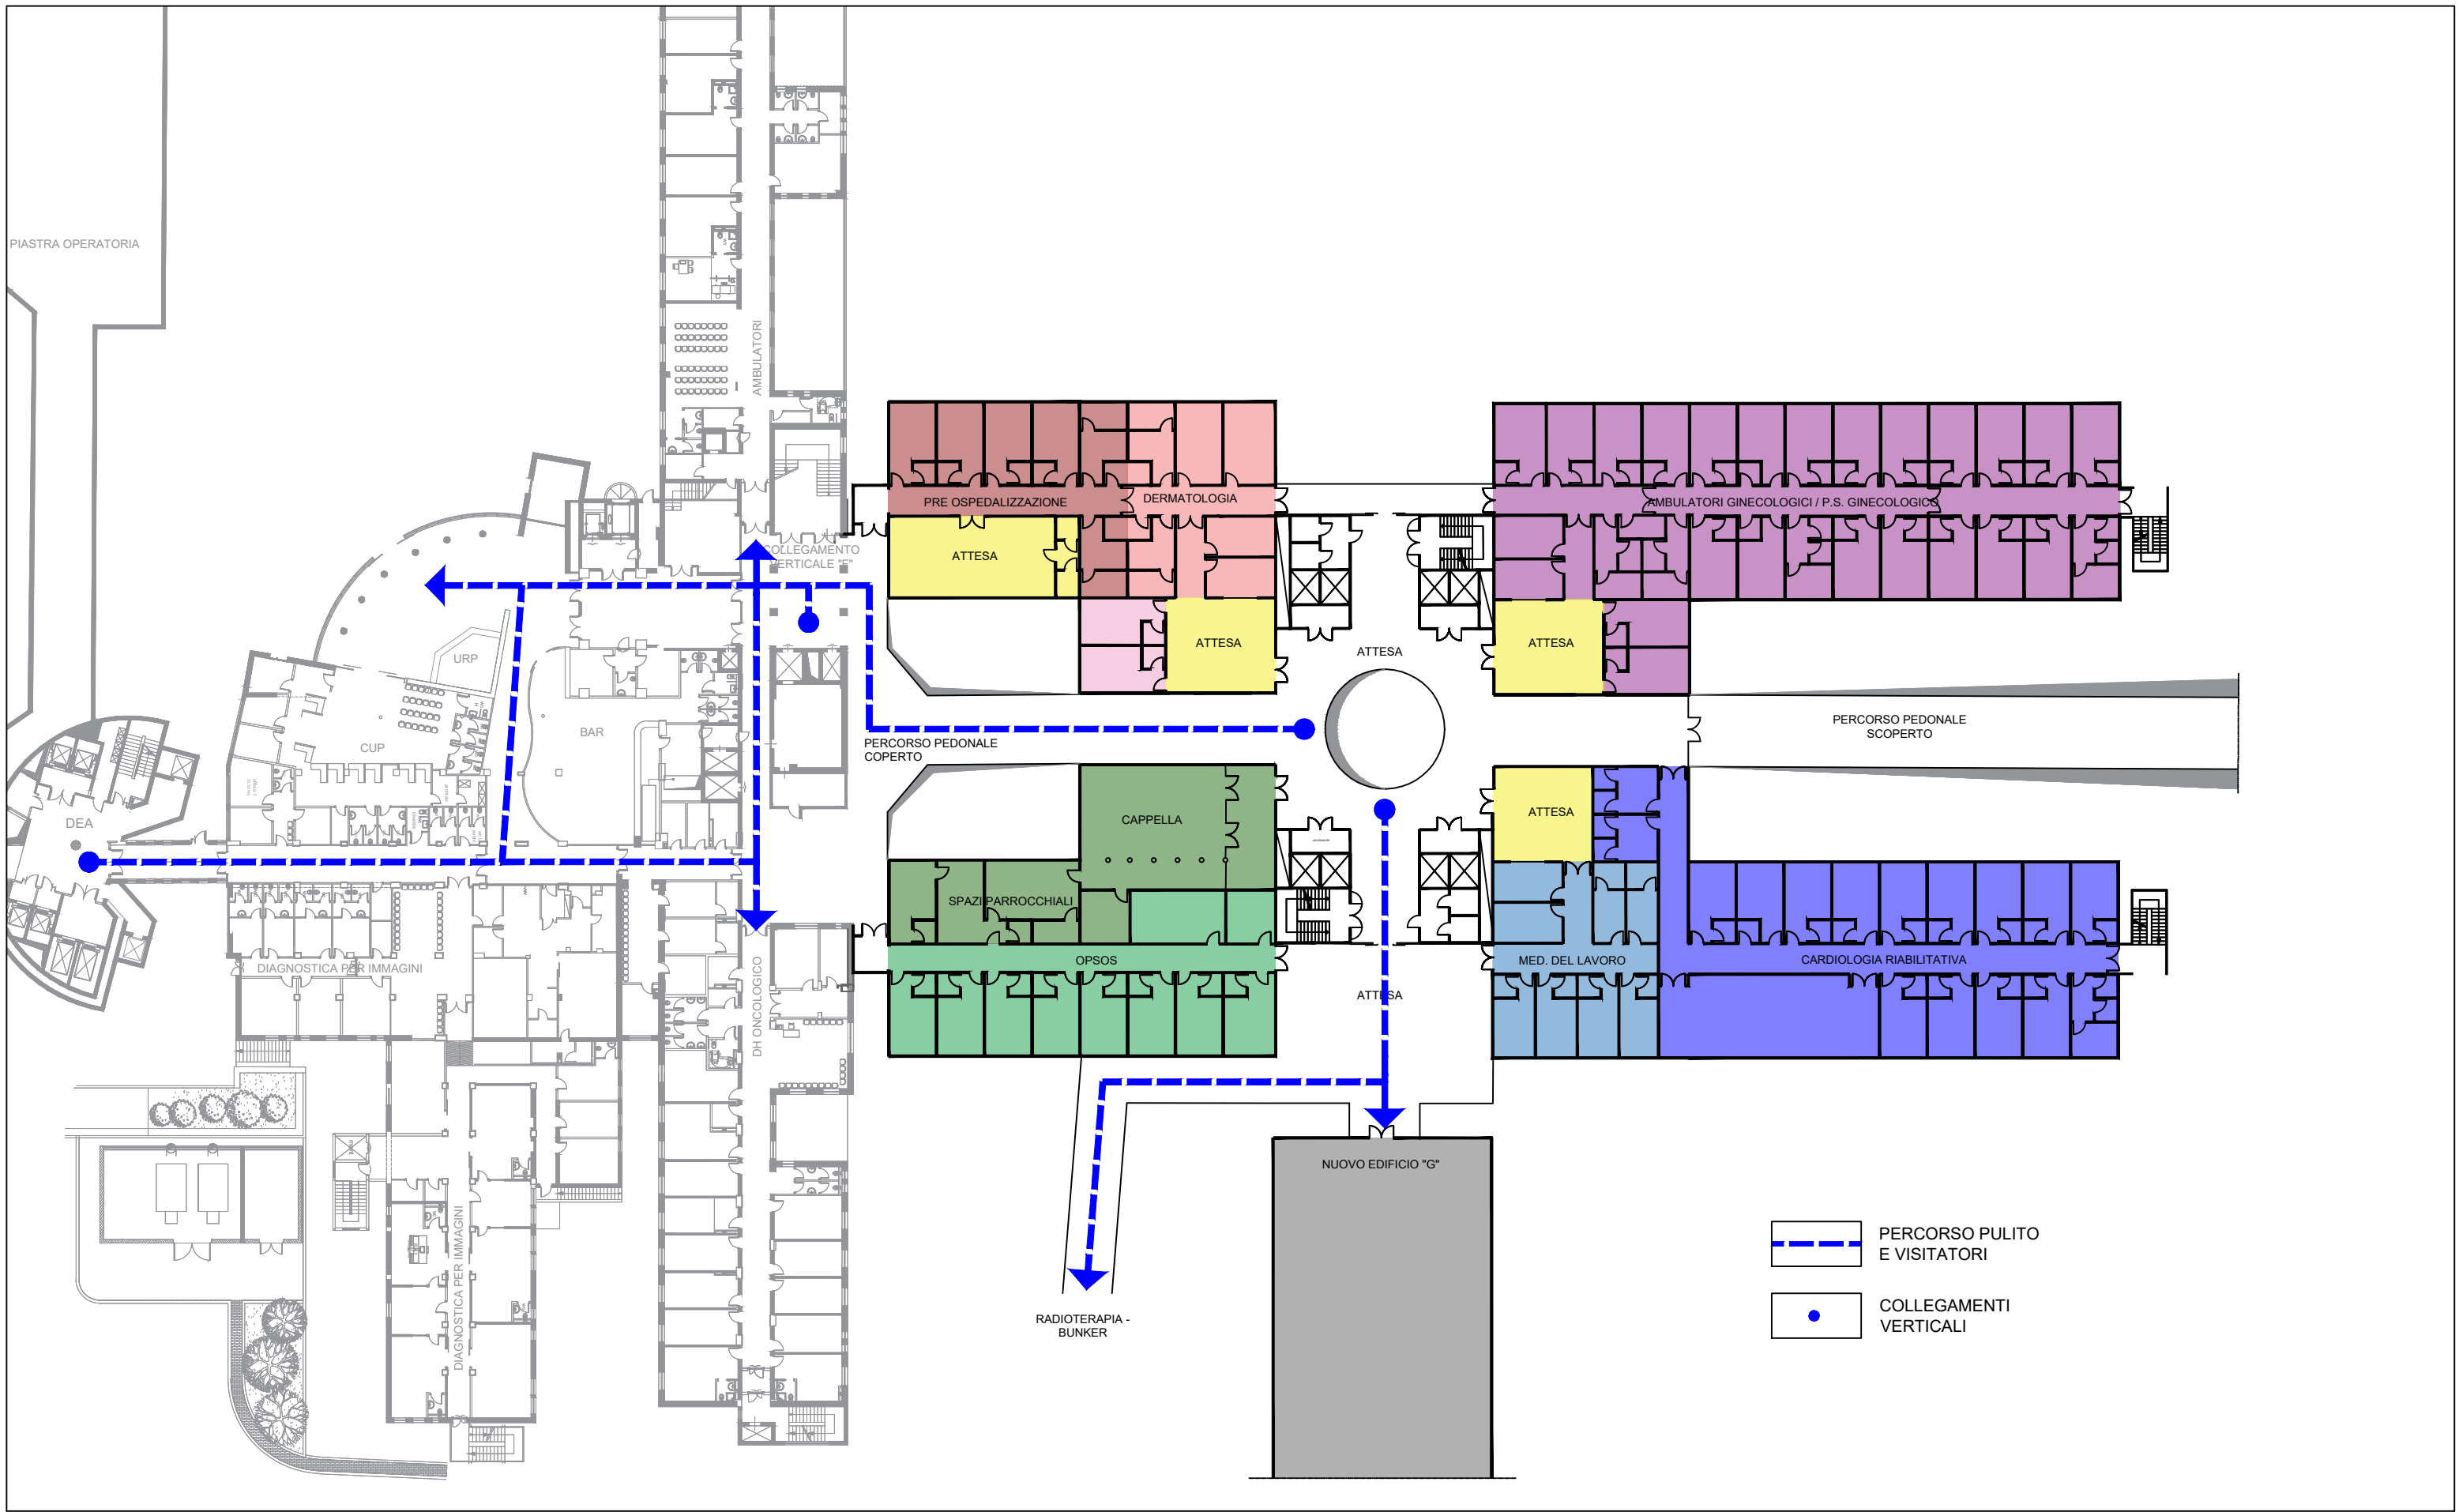 PIASTRA OPERATORIA
AMBULATORI
PRE OSPEDALIZZAZIONE
DERMATOLOGIA
AMBULATORI GINECOLOGICI / P.S. GINECOLOGICO
ATTESA
COLLEGAMENTO
VERTICALE "F"
ATTESA
ATTESA
ATTESA
URP
BAR
CUP
PERCORSO PEDONALE
COPERTO
PERCORSO PEDONALE
SCOPERTO
DEA
CAPPELLA
ATTESA
SPAZI PARROCCHIALI
OPSOS
MED. DEL LAVORO
CARDIOLOGIA RIABILITATIVA
DIAGNOSTICA PER IMMAGINI
DH ONCOLOGICO
ATTESA
NUOVO EDIFICIO "G"
DIAGNOSTICA PER IMMAGINI
RADIOTERAPIA -
BUNKER
PERCORSO PULITO
E VISITATORI
COLLEGAMENTI
VERTICALI